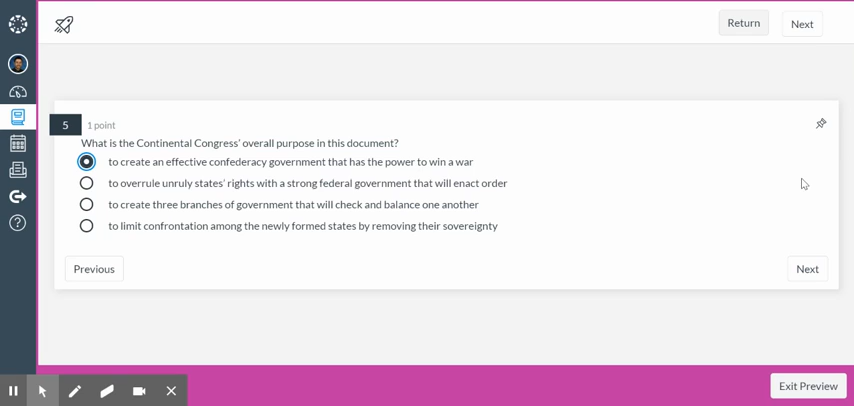 Return
Next
5
1 point
What is the Continental Congress' overall purpose in this document?
to create an effective confederacy government that has the power to win a war
to overrule unruly states' rights with a strong federal government that will enact order
to create three branches of government that will check and balance one another
to limit confrontation among the newly formed states by removing their sovereignty
Previous
Next
Exit Preview